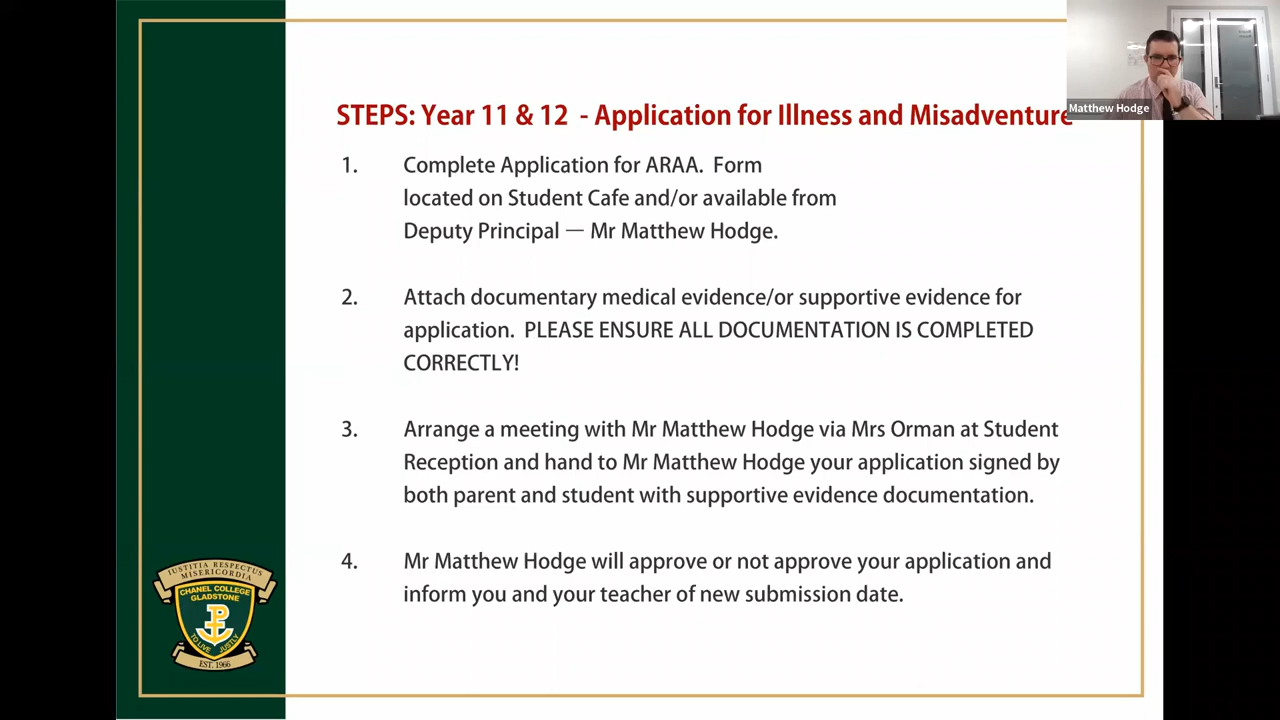 STEPS: Year 11 & 12 - Application for Illness and Misadventure
Matthew Hodge
1. Complete Application for ARAA. Form
located on Student Cafe and/or available from
Deputy Principal — Mr Matthew Hodge.
2. Attach documentary medical evidence/or supportive evidence for
application. PLEASE ENSURE ALL DOCUMENTATION IS COMPLETED
CORRECTLY!
3. Arrange a meeting with Mr Matthew Hodge via Mrs Orman at Student
Reception and hand to Mr Matthew Hodge your application signed by
both parent and student with supportive evidence documentation.
4. Mr Matthew Hodge will approve or not approve your application and
inform you and your teacher of new submission date.
IUSTITIA RESPECTUS
MISERICORDIA
CHANEL COLLEGE
GLADSTONE
TO LIVE JUSTLY
EST. 1966